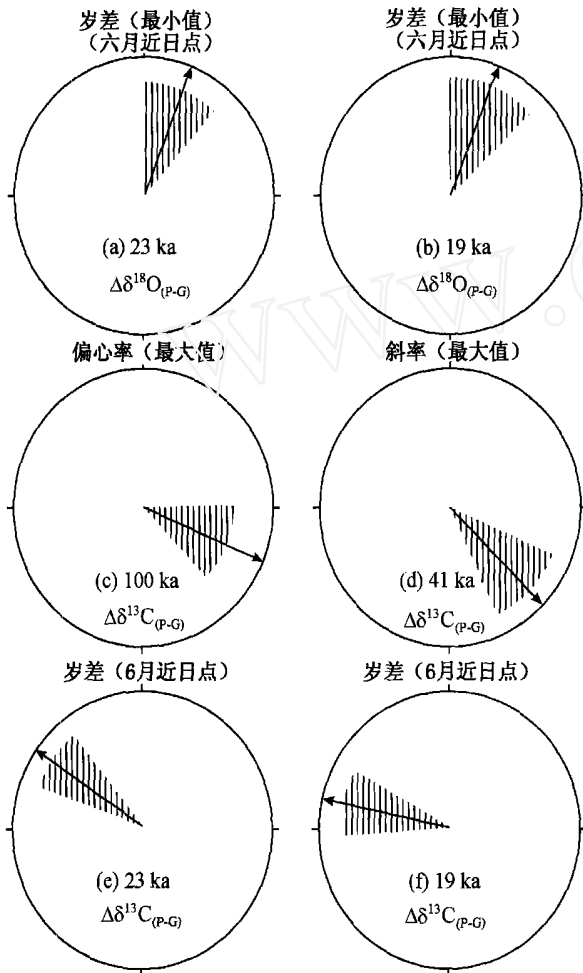 岁差（最小值）
（六月近日点）
(a) 23 ka
Δδ¹⁸O₍P-G₎
岁差（最小值）
（六月近日点）
(b) 19 ka
Δδ¹⁸O₍P-G₎
偏心率（最大值）
(c) 100 ka
Δδ¹³C₍P-G₎
斜率（最大值）
(d) 41 ka
Δδ¹³C₍P-G₎
岁差（6月近日点）
(e) 23 ka
Δδ¹³C₍P-G₎
岁差（6月近日点）
(f) 19 ka
Δδ¹³C₍P-G₎